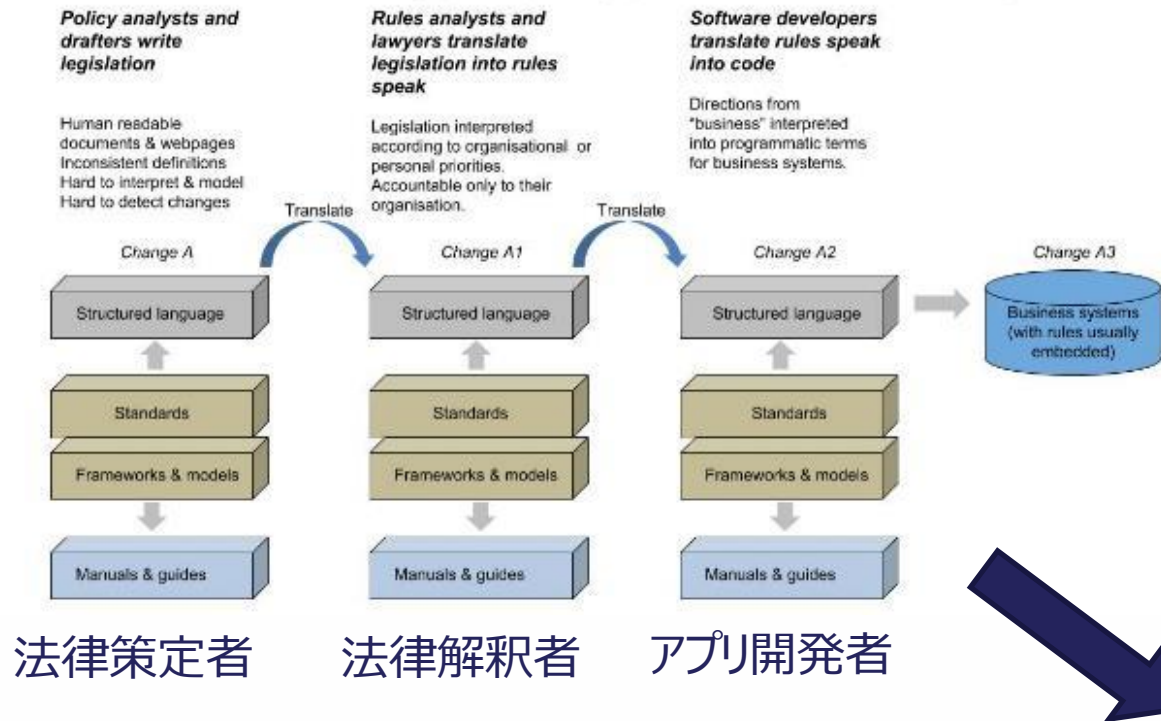 Policy analysts and
drafters write
legislation
Human readable
documents & webpages
Inconsistent definitions
Hard to interpret & model
Hard to detect changes
Rules analysts and
lawyers translate
legislation into rules
speak
Legislation interpreted
according to organisational or
personal priorities.
Accountable only to their
organisation.
Software developers
translate rules speak
into code
Directions from
"business" interpreted
into programmatic terms
for business systems.
Translate
Translate
Change A
Change A1
Change A2
Change A3
Structured language
Structured language
Structured language
Business systems
(with rules usually
embedded)
Standards
Standards
Standards
Frameworks & models
Frameworks & models
Frameworks & models
Manuals & guides
Manuals & guides
Manuals & guides
法律策定者
法律解釈者
アプリ開発者